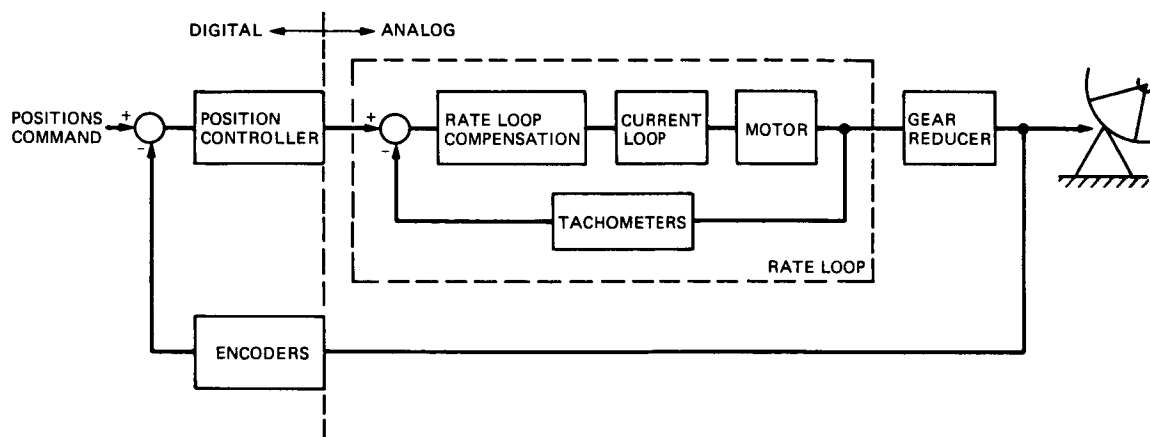 DIGITAL
ANALOG
POSITIONS
COMMAND
+
-
POSITION
CONTROLLER
+
-
RATE LOOP
COMPENSATION
CURRENT
LOOP
MOTOR
GEAR
REDUCER
TACHOMETERS
RATE LOOP
ENCODERS